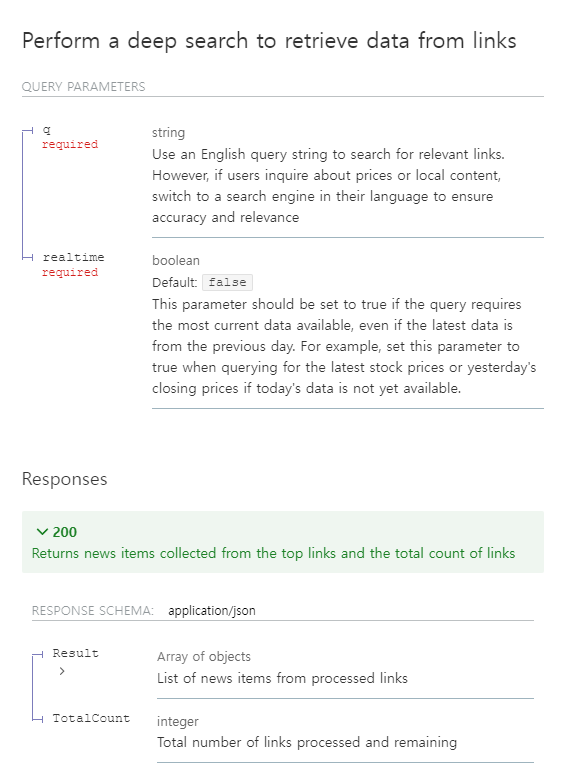 Perform a deep search to retrieve data from links
QUERY PARAMETERS
q
required
string
Use an English query string to search for relevant links.
However, if users inquire about prices or local content,
switch to a search engine in their language to ensure
accuracy and relevance
realtime
required
boolean
Default: false
This parameter should be set to true if the query requires
the most current data available, even if the latest data is
from the previous day. For example, set this parameter to
true when querying for the latest stock prices or yesterday's
closing prices if today's data is not yet available.
Responses
200
Returns news items collected from the top links and the total count of links
RESPONSE SCHEMA: application/json
Result
Array of objects
List of news items from processed links
TotalCount
integer
Total number of links processed and remaining